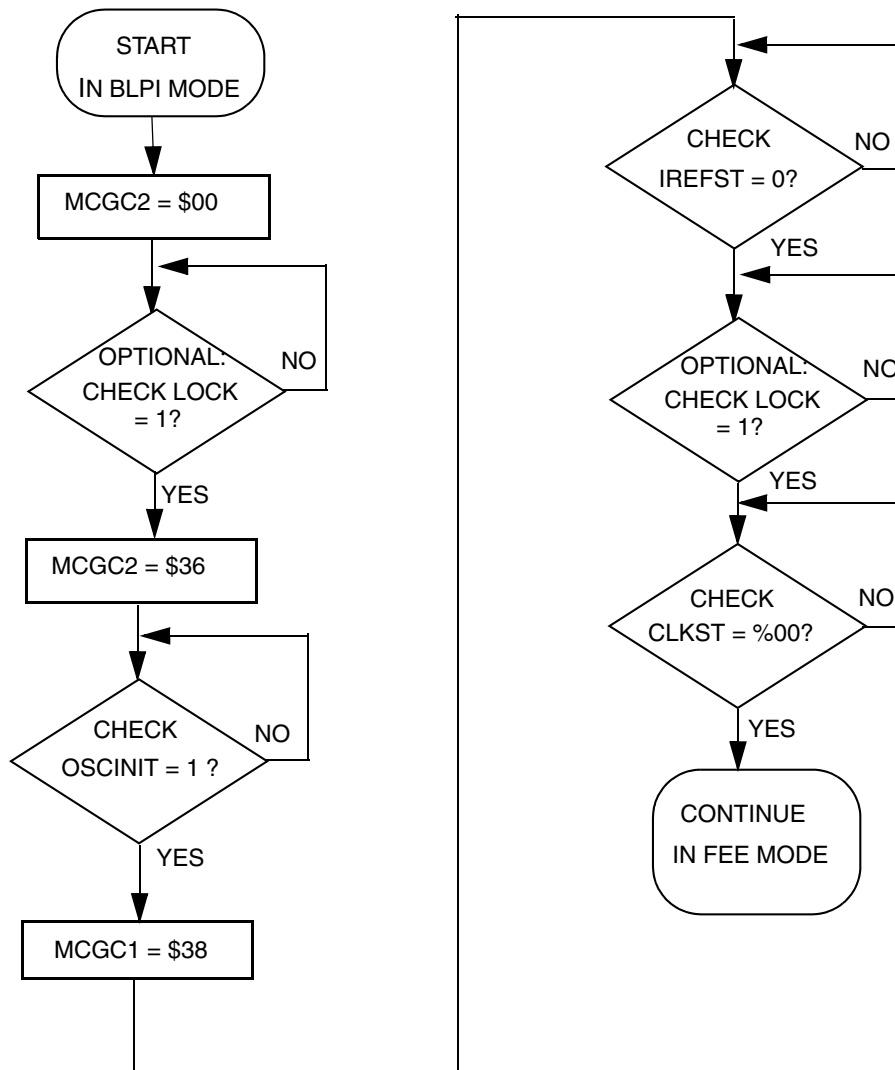 START
IN BLPI MODE
MCGC2 = $00
OPTIONAL:
CHECK LOCK
= 1?
NO
YES
MCGC2 = $36
CHECK
OSCINIT = 1 ?
NO
YES
MCGC1 = $38
CHECK
IREFST = 0?
NO
YES
OPTIONAL:
CHECK LOCK
= 1?
NO
YES
CHECK
CLKST = %00?
NO
YES
CONTINUE
IN FEE MODE